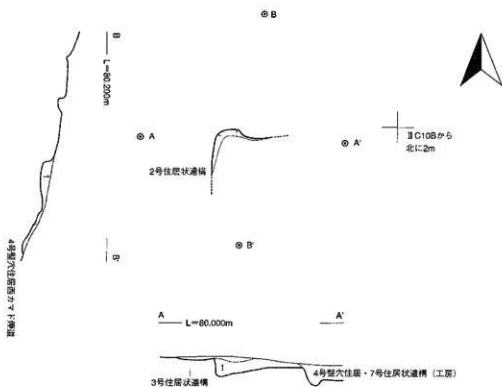 B
B
L=80.200m
A
A'
ⅡC10Bから
北に2m
2号住居状遺構
B'
B'
4号竪穴住居西カマド煙道
A
L=80.000m
A'
1
3号住居状遺構
4号竪穴住居・7号住居状遺構（工房）